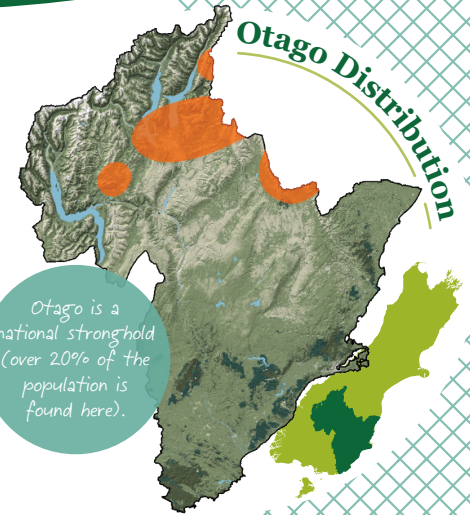 Otago Distribution
Otago is a
national stronghold
(over 20% of the
population is
found here).